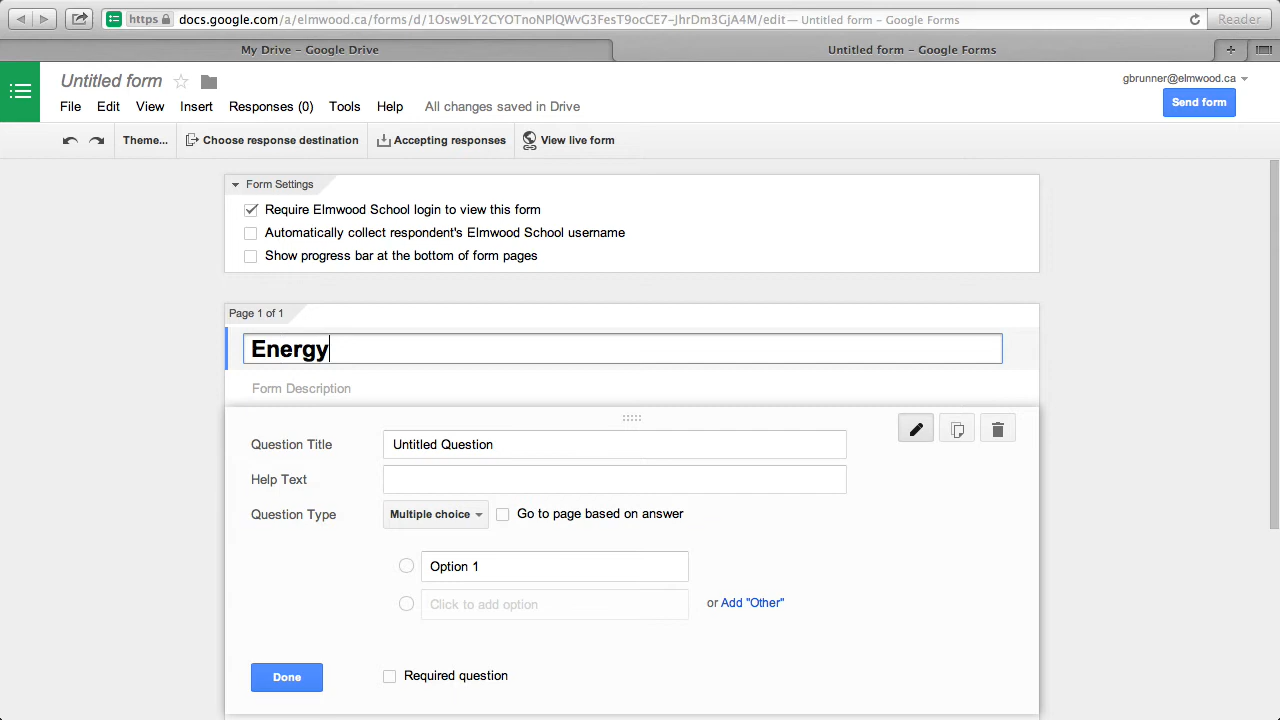 https docs.google.com/a/elmwood.ca/forms/d/1Osw9LY2CYOTnoNPlQWvG3FesT9ocCE7-JhrDm3GjA4M/edit — Untitled form – Google Forms Reader
My Drive – Google Drive Untitled form – Google Forms
Untitled form gbrunner@elmwood.ca
File Edit View Insert Responses (0) Tools Help All changes saved in Drive Send form
Theme... Choose response destination Accepting responses View live form
Form Settings
Require Elmwood School login to view this form
Automatically collect respondent's Elmwood School username
Show progress bar at the bottom of form pages
Page 1 of 1
Energy
Form Description
Question Title Untitled Question
Help Text
Question Type Multiple choice Go to page based on answer
Option 1
Click to add option or Add "Other"
Done Required question